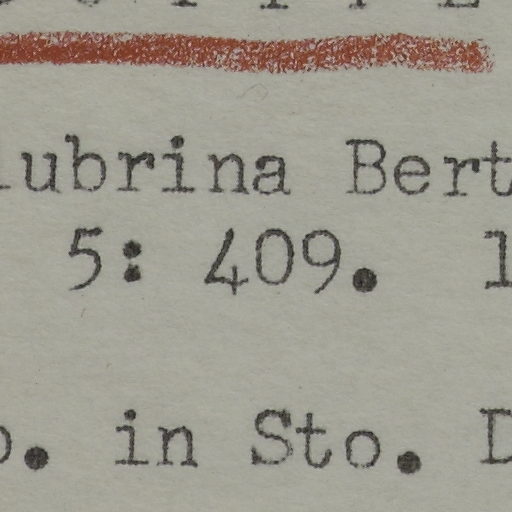 lubrina Bert
5: 409. 1
o. in Sto. D